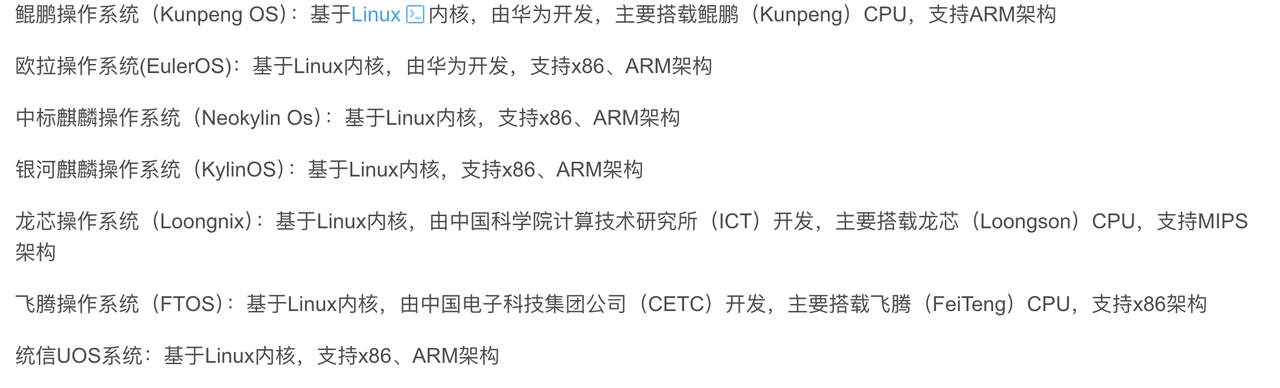 鲲鹏操作系统（Kunpeng OS）：基于Linux内核，由华为开发，主要搭载鲲鹏（Kunpeng）CPU，支持ARM架构
欧拉操作系统(EulerOS)：基于Linux内核，由华为开发，支持x86、ARM架构
中标麒麟操作系统（Neokylin Os）：基于Linux内核，支持x86、ARM架构
银河麒麟操作系统（KylinOS）：基于Linux内核，支持x86、ARM架构
龙芯操作系统（Loongnix）：基于Linux内核，由中国科学院计算技术研究所（ICT）开发，主要搭载龙芯（Loongson）CPU，支持MIPS
架构
飞腾操作系统（FTOS）：基于Linux内核，由中国电子科技集团公司（CETC）开发，主要搭载飞腾（FeiTeng）CPU，支持x86架构
统信UOS系统：基于Linux内核，支持x86、ARM架构